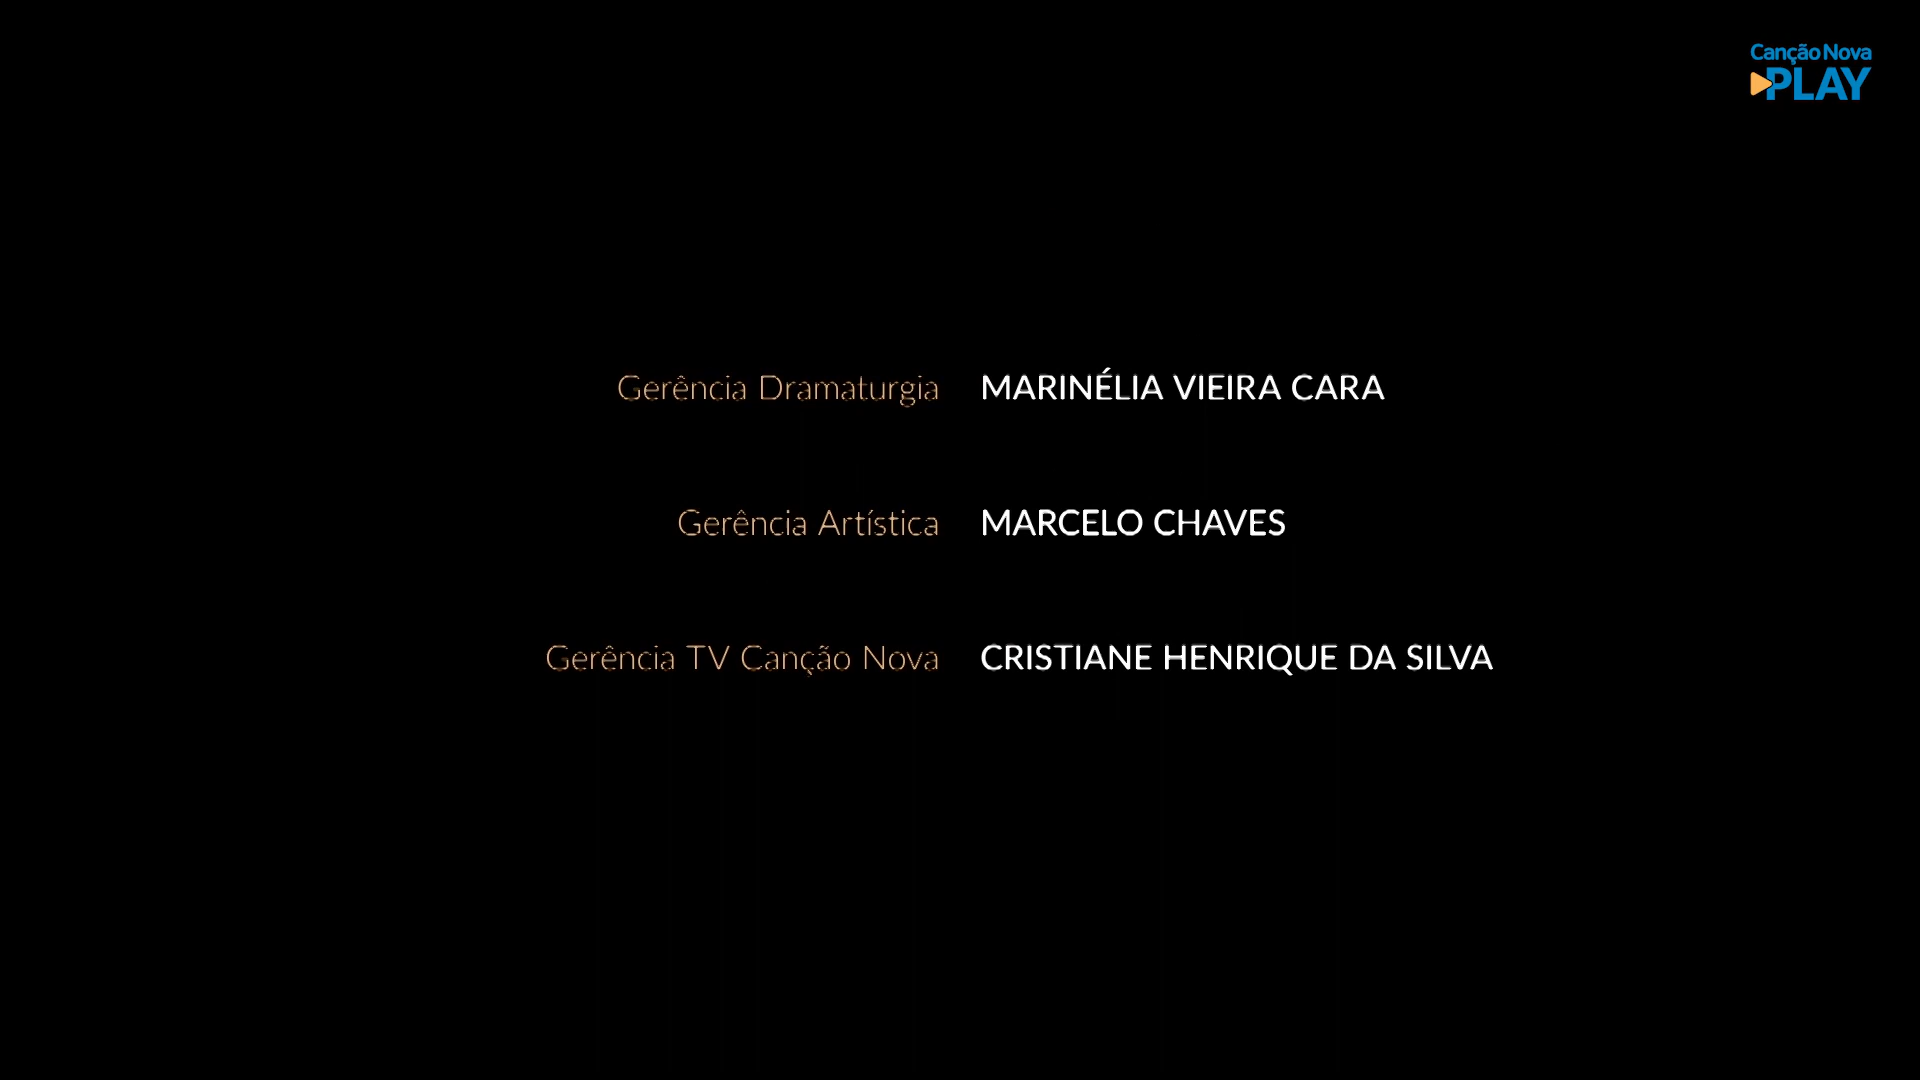 Canção Nova
PLAY
Gerência Dramaturgia MARINÉLIA VIEIRA CARA
Gerência Artística MARCELO CHAVES
Gerência TV Canção Nova CRISTIANE HENRIQUE DA SILVA